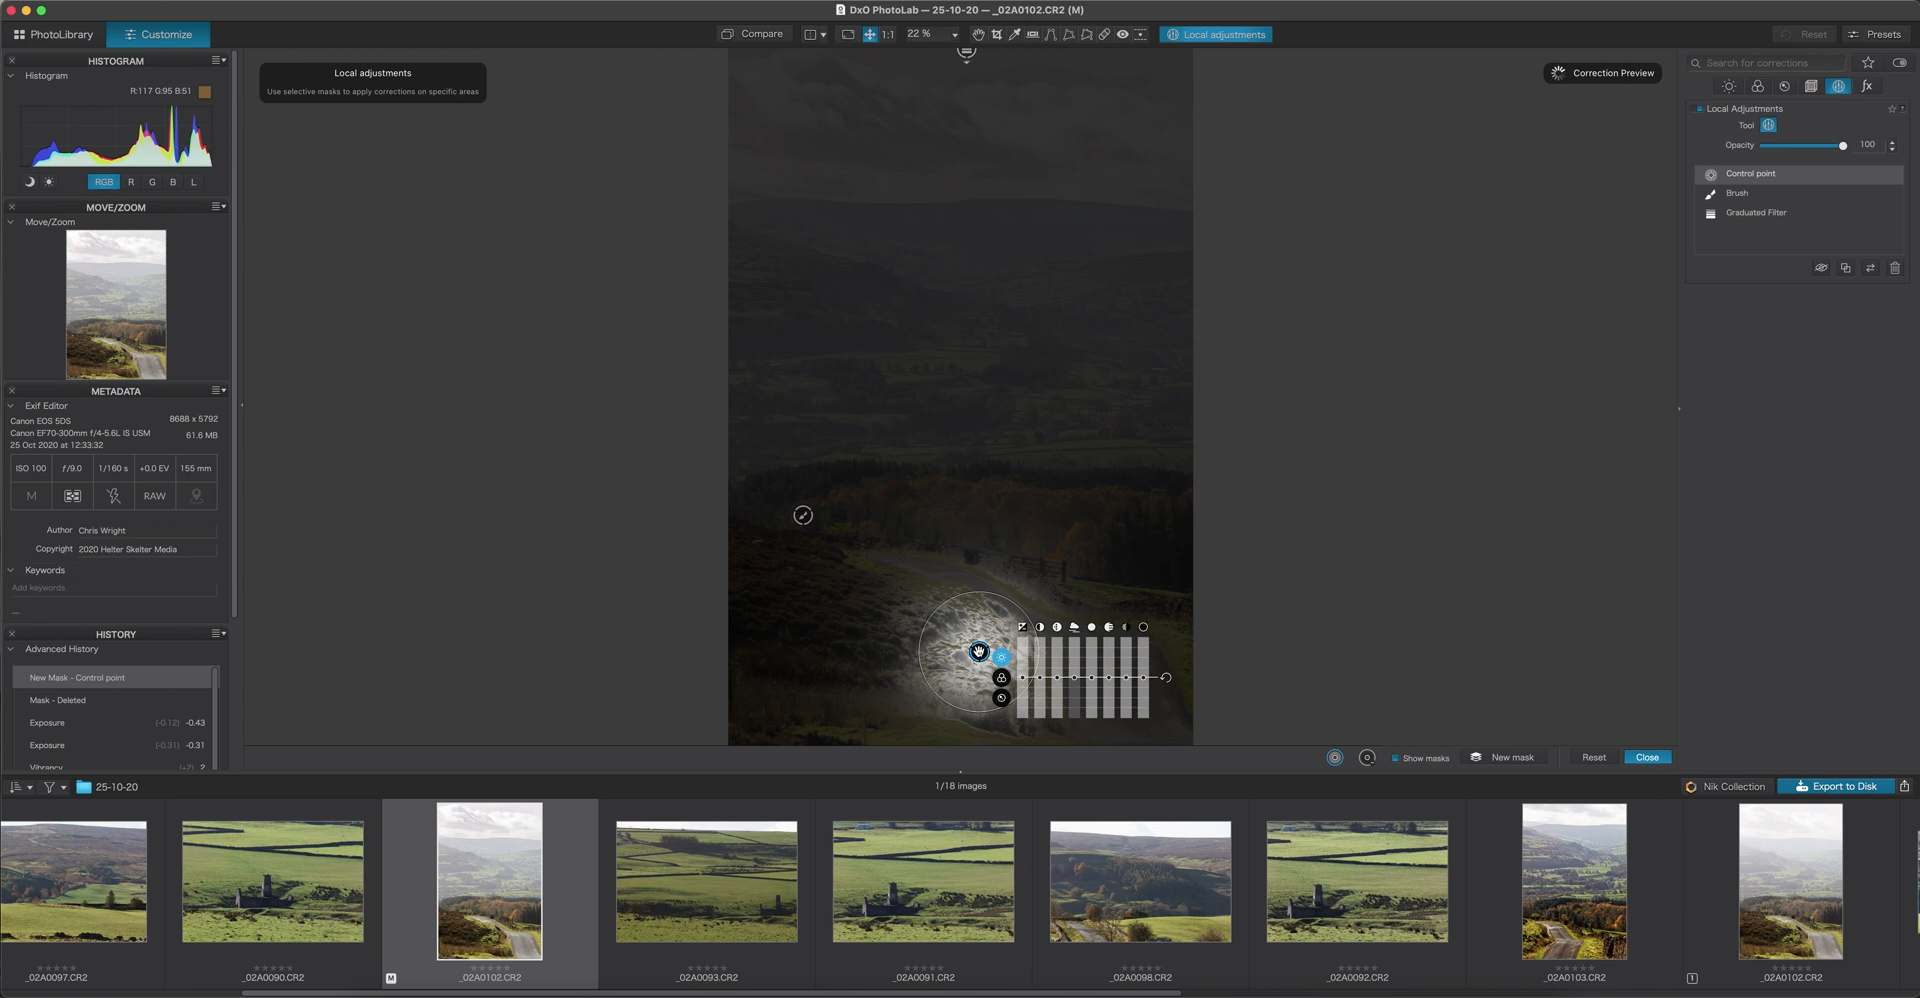 DxO PhotoLab — 25-10-20 — _02A0102.CR2 (M)
PhotoLibrary
Customize
Compare
1:1
22 %
Local adjustments
Reset
Presets
HISTOGRAM
Histogram
R:117 G:95 B:51
RGB R G B L
MOVE/ZOOM
Move/Zoom
METADATA
Exif Editor
Canon EOS 5DS 8688 x 5792
Canon EF70-300mm f/4-5.6L IS USM 61.6 MB
25 Oct 2020 at 12:33:32
ISO 100 ƒ/9.0 1/160 s +0.0 EV 155 mm
M RAW
Author Chris Wright
Copyright 2020 Helter Skelter Media
Keywords
Add keywords
HISTORY
Advanced History
New Mask - Control point
Mask - Deleted
Exposure (-0.12) -0.43
Exposure (-0.31) -0.31
Vibrancy (+2) 2
Local adjustments
Use selective masks to apply corrections on specific areas
Correction Preview
Search for corrections
fx
Local Adjustments
Tool
Opacity 100
Control point
Brush
Graduated Filter
Show masks
New mask
Reset
Close
25-10-20
1/18 images
Nik Collection
Export to Disk
_02A0097.CR2
_02A0090.CR2
M
_02A0102.CR2
_02A0093.CR2
_02A0091.CR2
_02A0098.CR2
_02A0092.CR2
_02A0103.CR2
1
_02A0102.CR2